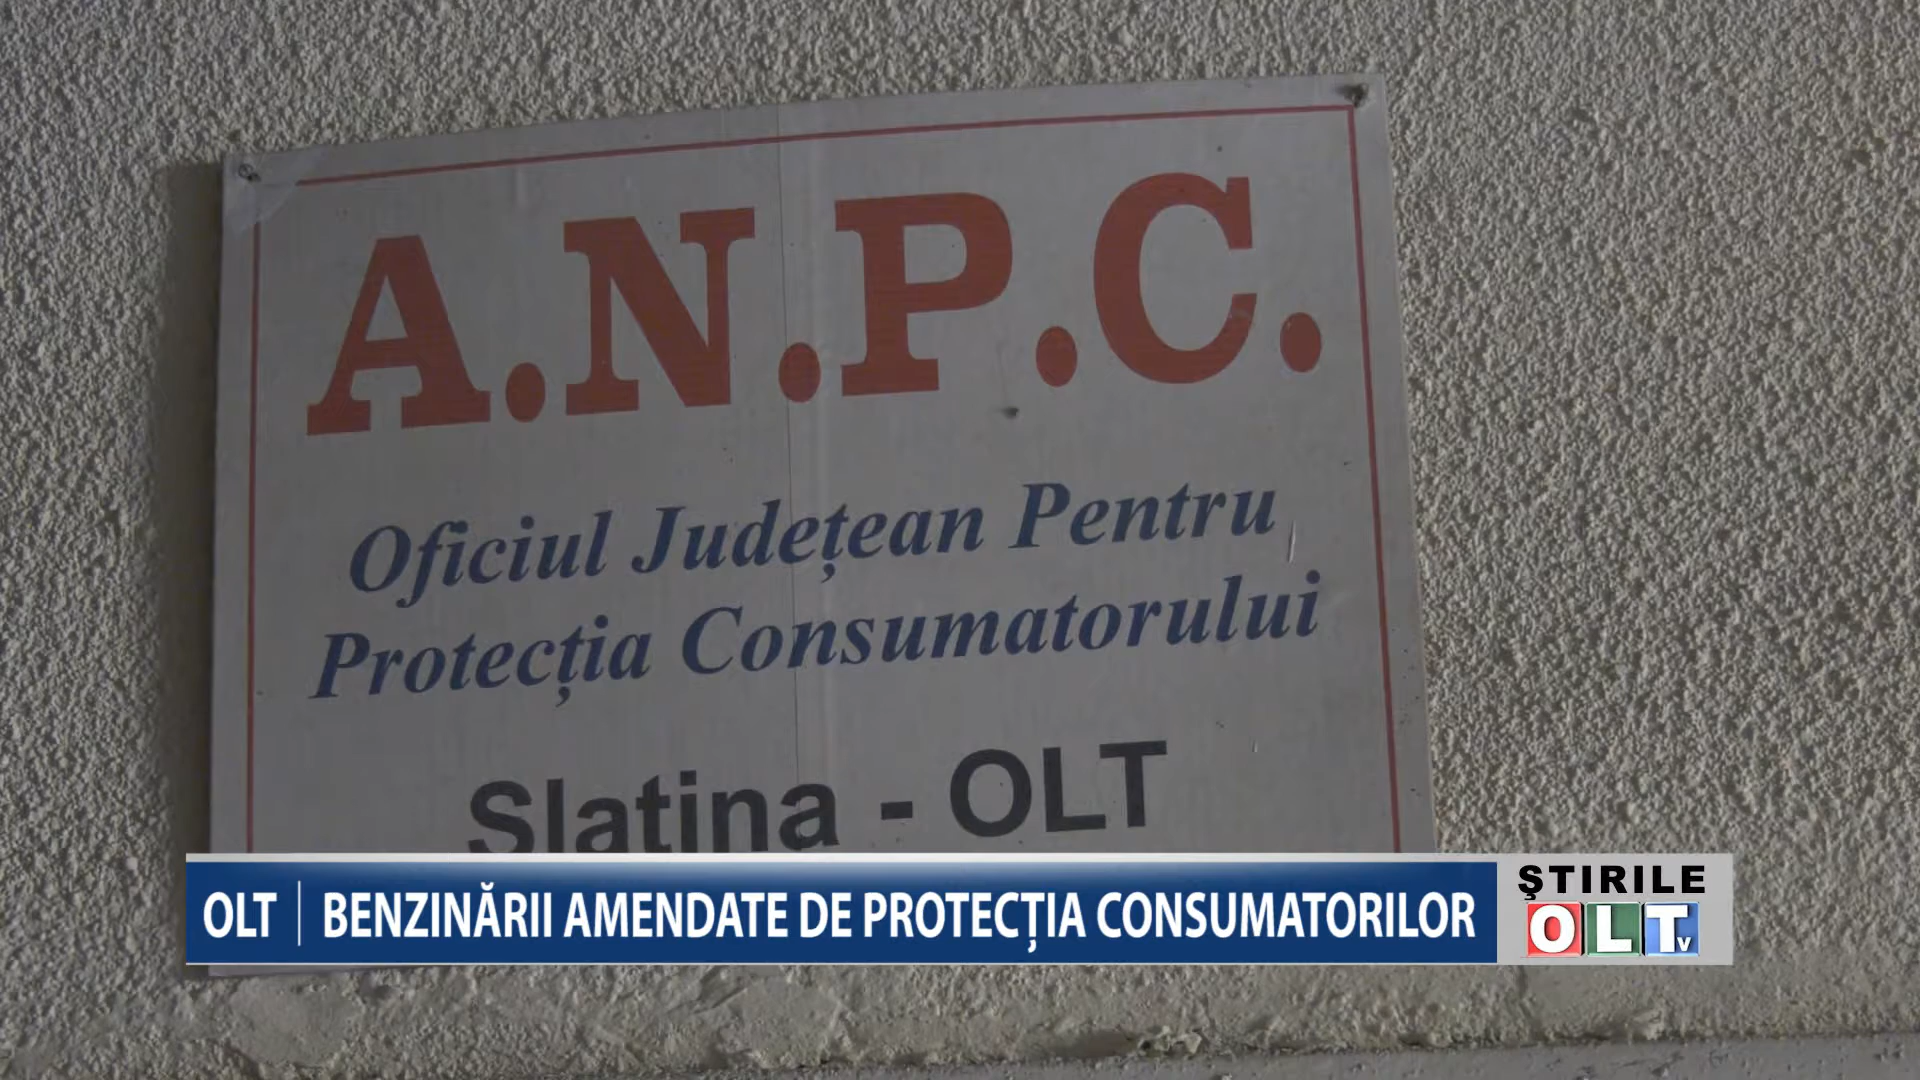 A.N.P.C.
Oficiul Județean Pentru
Protecția Consumatorului
Slatina - OLT
OLT | BENZINĂRII AMENDATE DE PROTECȚIA CONSUMATORILOR
ŞTIRILE
OLTv